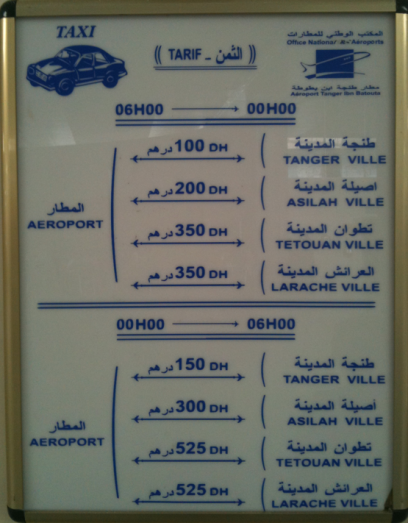 TAXI
(( TARIF - الثمن ))
المكتب الوطني للمطارات
Office National des Aéroports
مطار طنجة ابن بطوطة
Aéroport Tanger Ibn Batouta
06H00 → 00H00
المطار
AEROPORT
100 درهم DH
طنجة المدينة
TANGER VILLE
200 درهم DH
اصيلة المدينة
ASILAH VILLE
350 درهم DH
تطوان المدينة
TETOUAN VILLE
350 درهم DH
العرائش المدينة
LARACHE VILLE
00H00 → 06H00
المطار
AEROPORT
150 درهم DH
طنجة المدينة
TANGER VILLE
300 درهم DH
أصيلة المدينة
ASILAH VILLE
525 درهم DH
تطوان المدينة
TETOUAN VILLE
525 درهم DH
العرائش المدينة
LARACHE VILLE